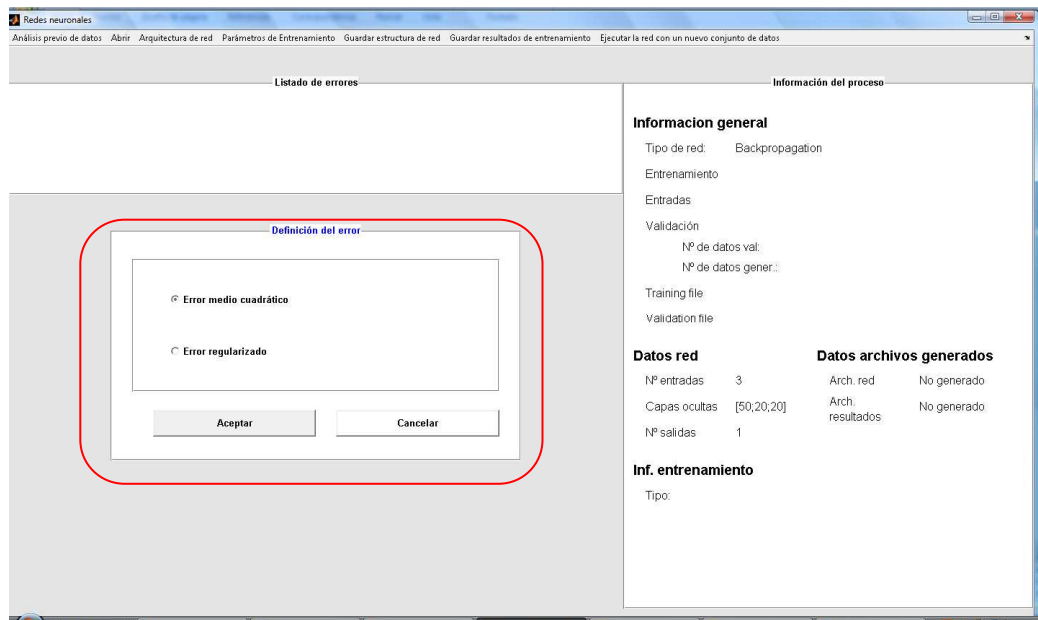 Redes neuronales
Análisis previo de datos Abrir Arquitectura de red Parámetros de Entrenamiento Guardar estructura de red Guardar resultados de entrenamiento Ejecutar la red con un nuevo conjunto de datos
Listado de errores
Definición del error
Error medio cuadrático
Error regularizado
Aceptar Cancelar
Información del proceso
Informacion general
Tipo de red: Backpropagation
Entrenamiento
Entradas
Validación
Nº de datos val:
Nº de datos gener.:
Training file
Validation file
Datos red
Nº entradas 3
Capas ocultas [50;20;20]
Nº salidas 1
Datos archivos generados
Arch. red No generado
Arch. resultados No generado
Inf. entrenamiento
Tipo: